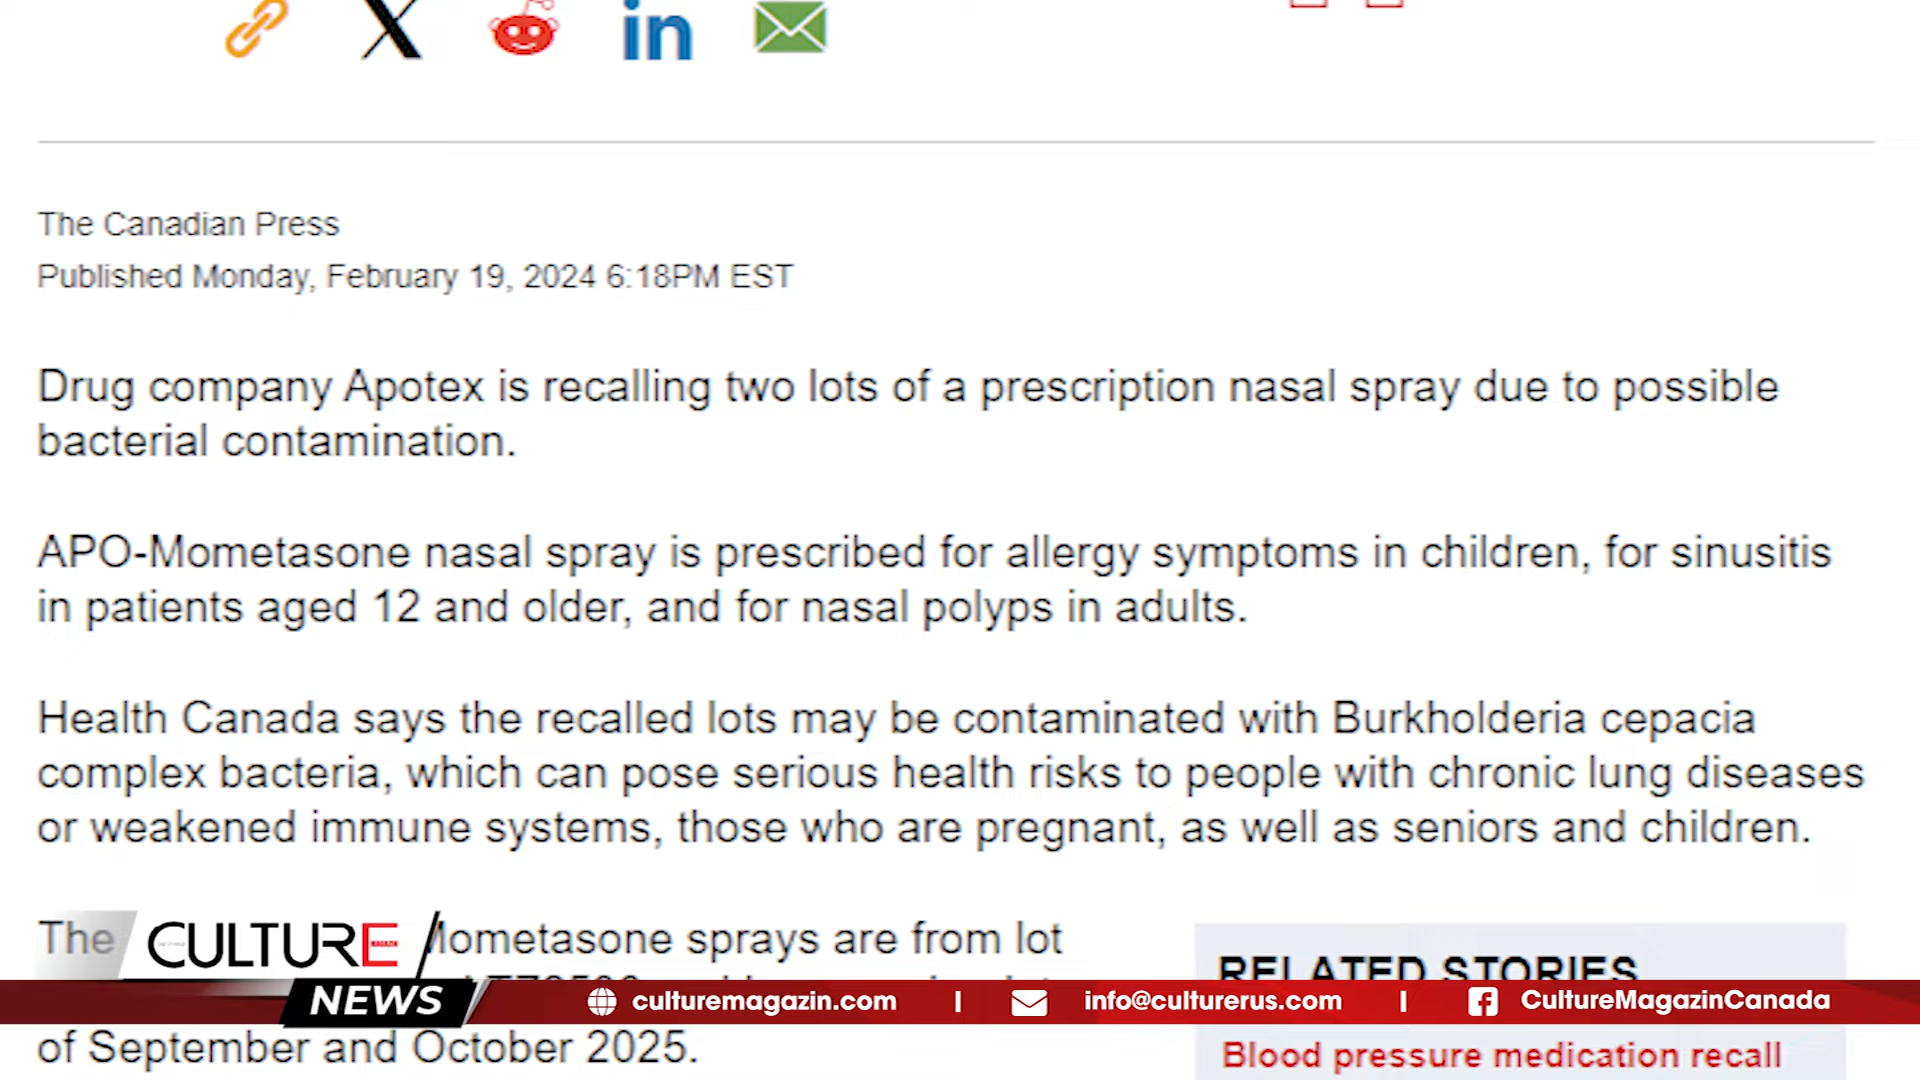 in
The Canadian Press
Published Monday, February 19, 2024 6:18PM EST
Drug company Apotex is recalling two lots of a prescription nasal spray due to possible
bacterial contamination.
APO-Mometasone nasal spray is prescribed for allergy symptoms in children, for sinusitis
in patients aged 12 and older, and for nasal polyps in adults.
Health Canada says the recalled lots may be contaminated with Burkholderia cepacia
complex bacteria, which can pose serious health risks to people with chronic lung diseases
or weakened immune systems, those who are pregnant, as well as seniors and children.
The sprays are from lot
of September and October 2025.
RELATED STORIES
Blood pressure medication recall
CULTURE
MAGAZIN
NEWS
culturemagazin.com | info@culturerus.com | CultureMagazinCanada